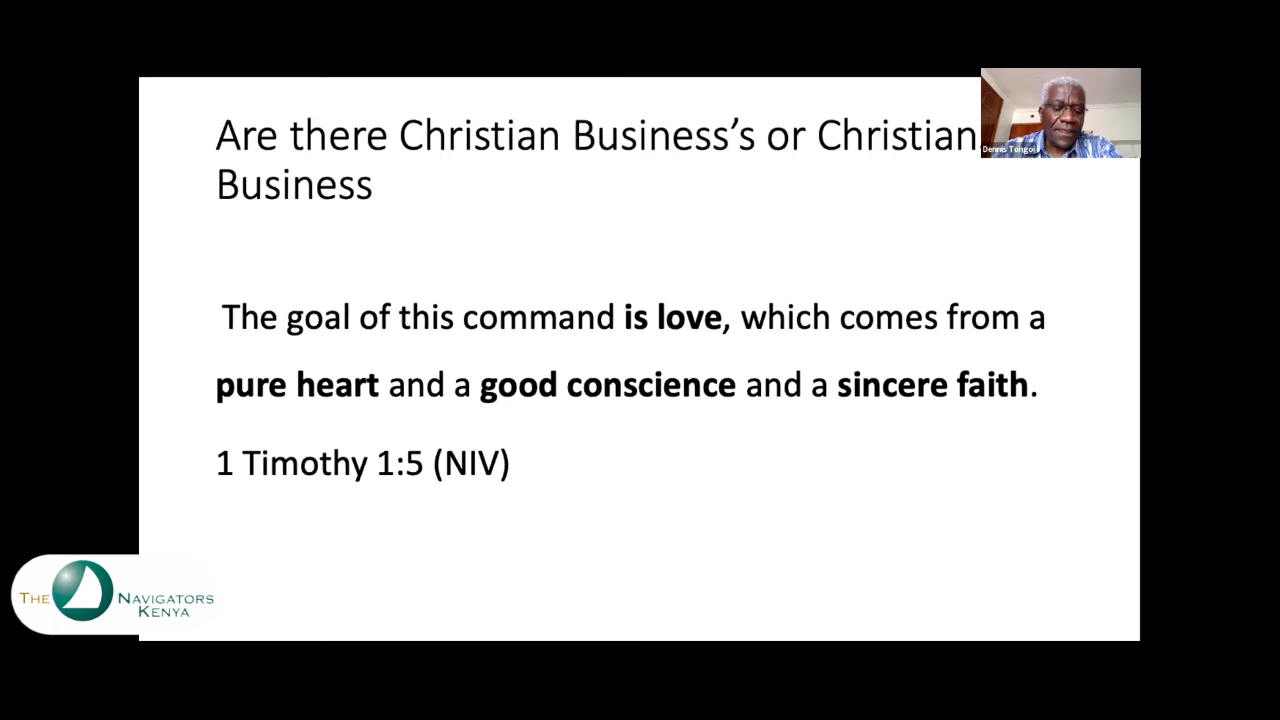 Are there Christian Business’s or Christian
Business
Dennis Tongoi
The goal of this command is love, which comes from a
pure heart and a good conscience and a sincere faith.
1 Timothy 1:5 (NIV)
THE NAVIGATORS
KENYA